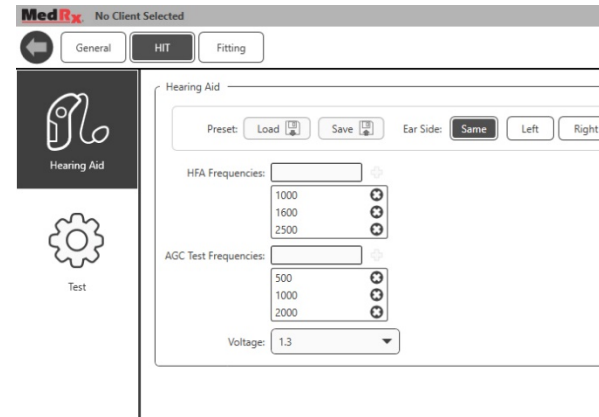 MedRx No Client Selected
General HIT Fitting
Hearing Aid
Preset: Load Save Ear Side: Same Left Right
Hearing Aid
HFA Frequencies:
1000
1600
2500
AGC Test Frequencies:
500
1000
2000
Test
Voltage: 1.3